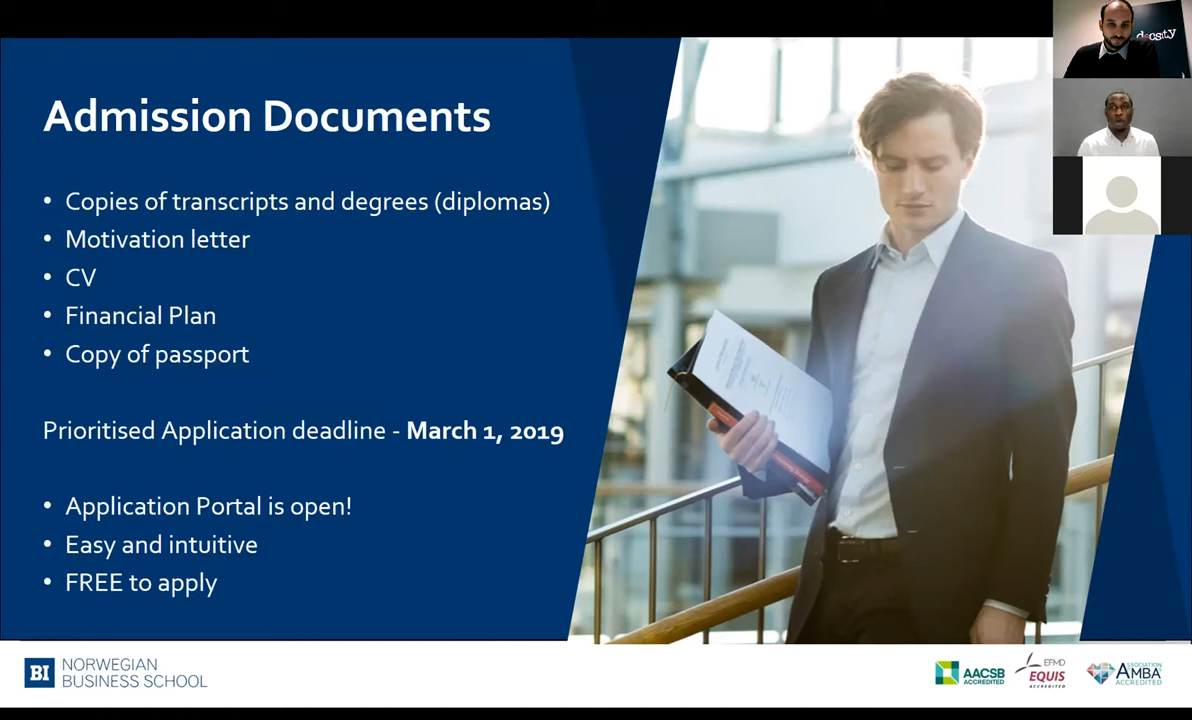 docsity
Admission Documents
• Copies of transcripts and degrees (diplomas)
• Motivation letter
• CV
• Financial Plan
• Copy of passport
Prioritised Application deadline - March 1, 2019
• Application Portal is open!
• Easy and intuitive
• FREE to apply
BI
NORWEGIAN
BUSINESS SCHOOL
AACSB
ACCREDITED
EFMD
EQUIS
ACCREDITED
ASSOCIATION
AMBA
ACCREDITED